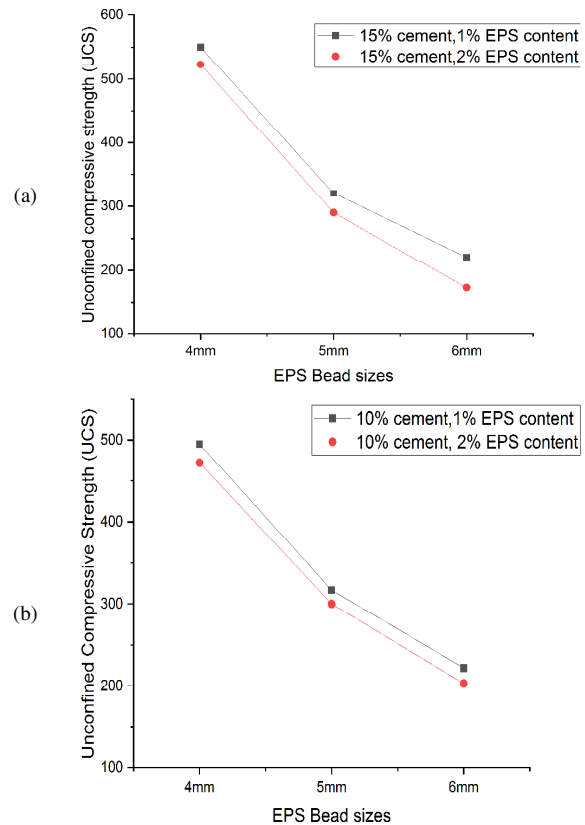 (a)
Unconfined compressive strength (UCS)
600
500
400
300
200
100
15% cement,1% EPS content
15% cement,2% EPS content
4mm
5mm
6mm
EPS Bead sizes
(b)
Unconfined Compressive Strength (UCS)
500
400
300
200
100
10% cement,1% EPS content
10% cement, 2% EPS content
4mm
5mm
6mm
EPS Bead sizes